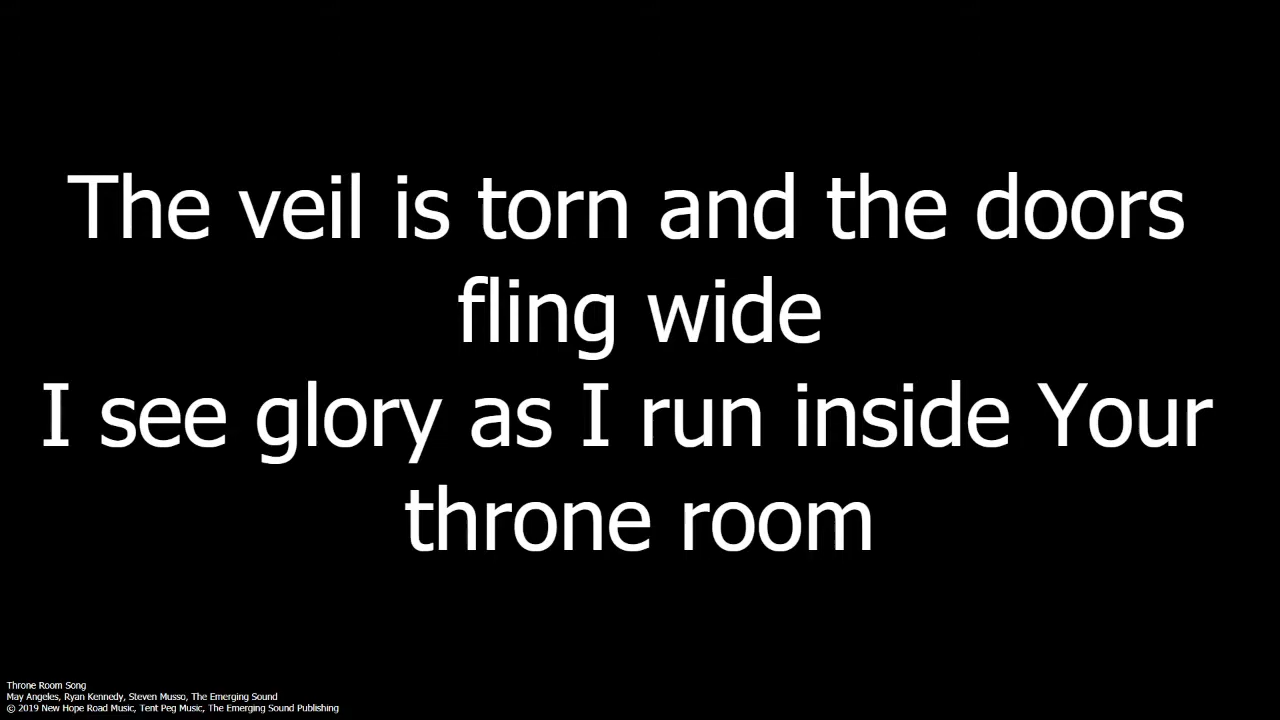 The veil is torn and the doors
fling wide
I see glory as I run inside Your
throne room
Throne Room Song
May Angeles, Ryan Kennedy, Steven Musso, The Emerging Sound
© 2019 New Hope Road Music, Tent Peg Music, The Emerging Sound Publishing